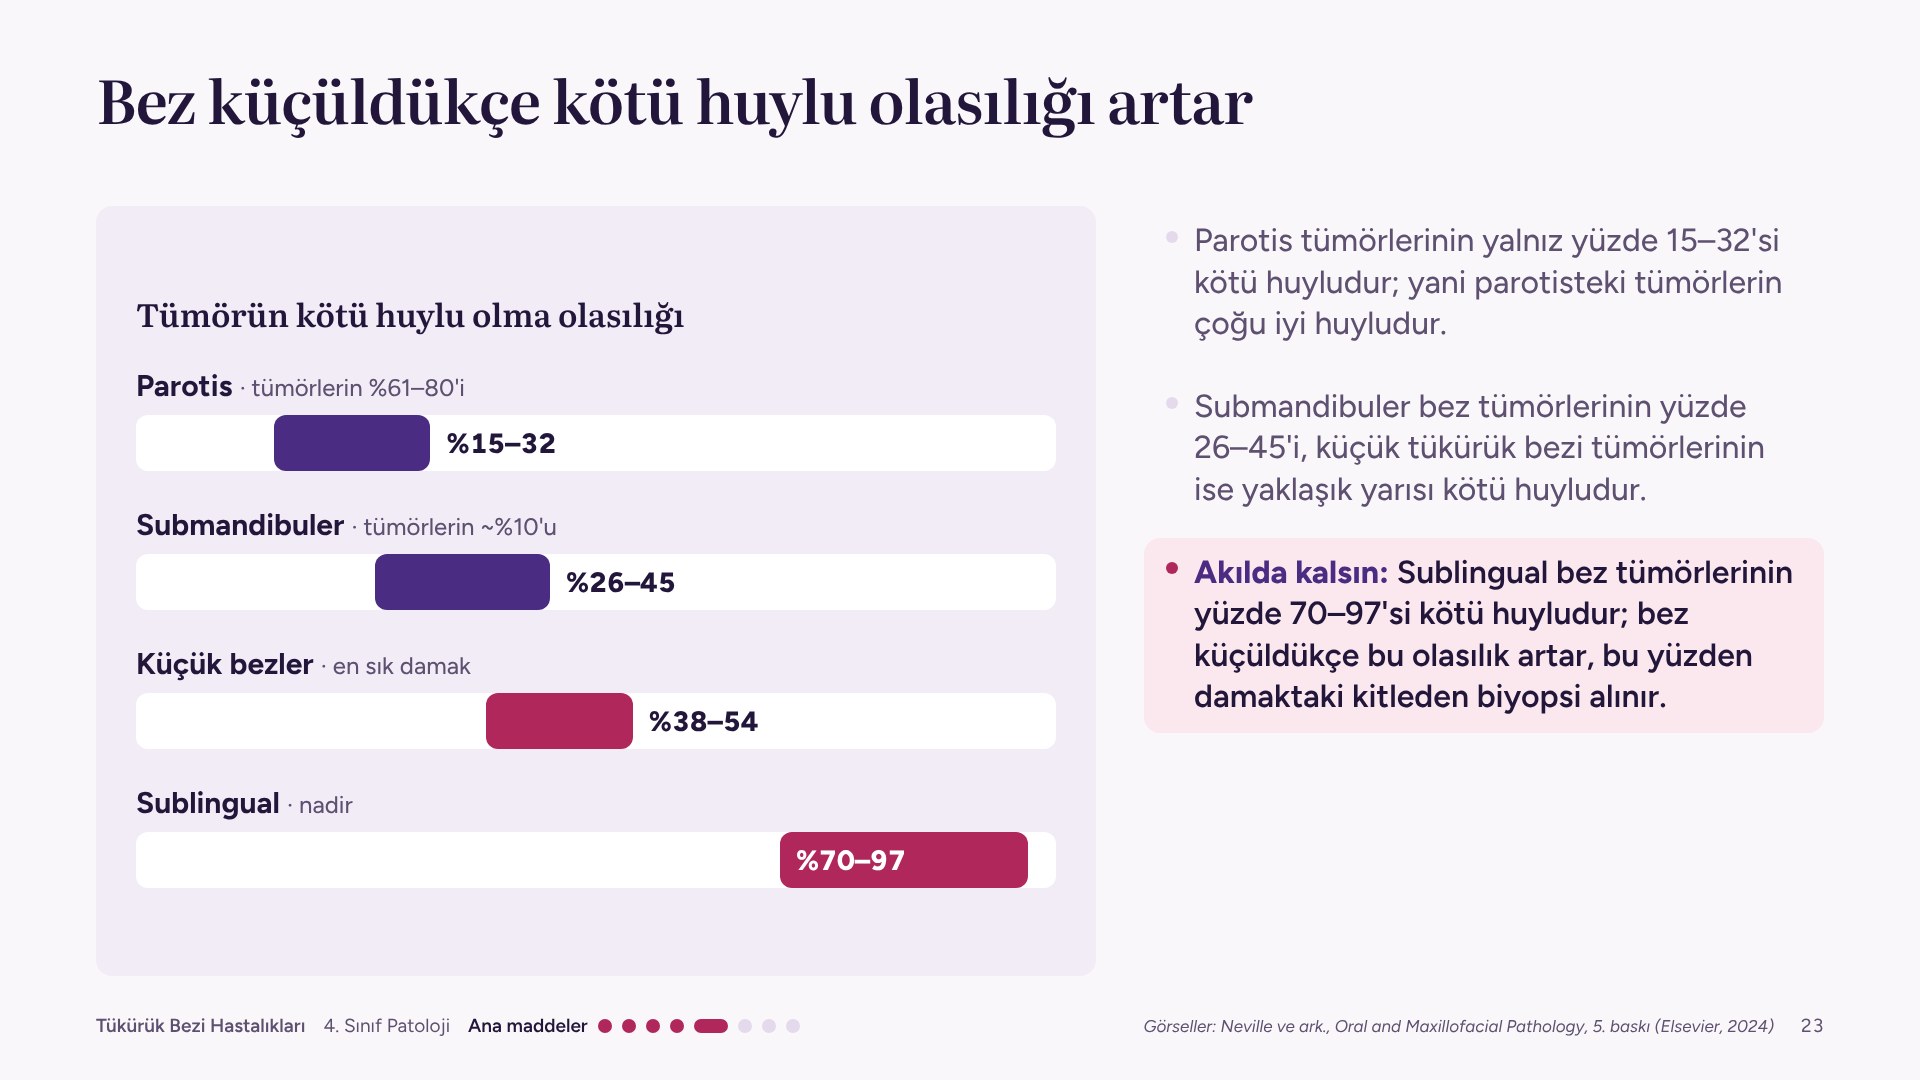 Bez küçüldükçe kötü huylu olasılığı artar
Tümörün kötü huylu olma olasılığı
Parotis · tümörlerin %61–80'i
%15–32
Submandibuler · tümörlerin ~%10'u
%26–45
Küçük bezler · en sık damak
%38–54
Sublingual · nadir
%70–97
Parotis tümörlerinin yalnız yüzde 15–32'si
kötü huyludur; yani parotisteki tümörlerin
çoğu iyi huyludur.
Submandibuler bez tümörlerinin yüzde
26–45'i, küçük tükürük bezi tümörlerinin
ise yaklaşık yarısı kötü huyludur.
Akılda kalsın: Sublingual bez tümörlerinin
yüzde 70–97'si kötü huyludur; bez
küçüldükçe bu olasılık artar, bu yüzden
damaktaki kitleden biyopsi alınır.
Tükürük Bezi Hastalıkları 4. Sınıf Patoloji Ana maddeler
Görseller: Neville ve ark., Oral and Maxillofacial Pathology, 5. baskı (Elsevier, 2024) 23